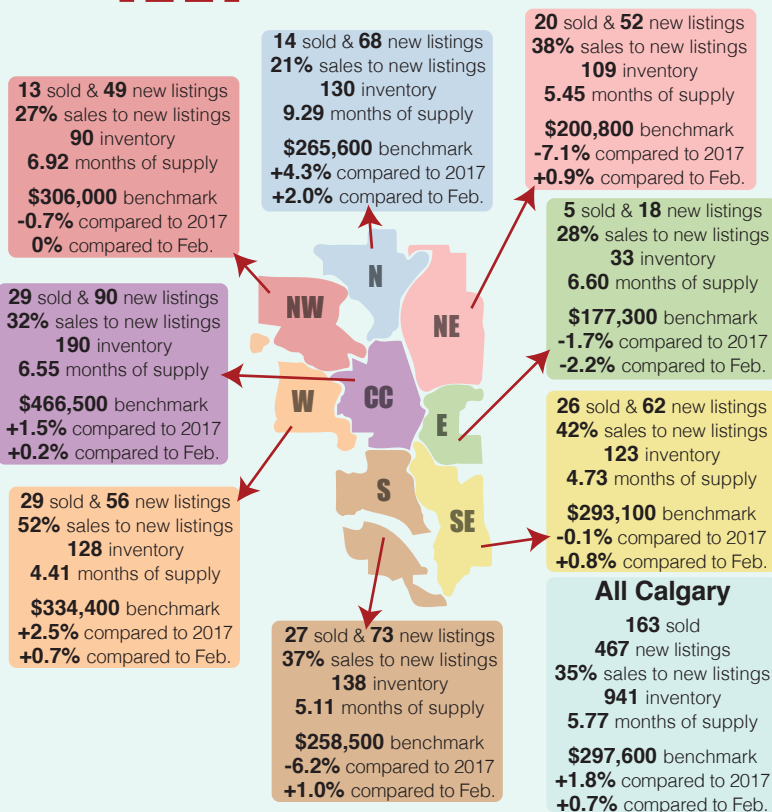 14 sold & 68 new listings
21% sales to new listings
130 inventory
9.29 months of supply
$265,600 benchmark
+4.3% compared to 2017
+2.0% compared to Feb.
20 sold & 52 new listings
38% sales to new listings
109 inventory
5.45 months of supply
$200,800 benchmark
-7.1% compared to 2017
+0.9% compared to Feb.
13 sold & 49 new listings
27% sales to new listings
90 inventory
6.92 months of supply
$306,000 benchmark
-0.7% compared to 2017
0% compared to Feb.
5 sold & 18 new listings
28% sales to new listings
33 inventory
6.60 months of supply
$177,300 benchmark
-1.7% compared to 2017
-2.2% compared to Feb.
N
NW
NE
W
CC
E
S
SE
29 sold & 90 new listings
32% sales to new listings
190 inventory
6.55 months of supply
$466,500 benchmark
+1.5% compared to 2017
+0.2% compared to Feb.
26 sold & 62 new listings
42% sales to new listings
123 inventory
4.73 months of supply
$293,100 benchmark
-0.1% compared to 2017
+0.8% compared to Feb.
29 sold & 56 new listings
52% sales to new listings
128 inventory
4.41 months of supply
$334,400 benchmark
+2.5% compared to 2017
+0.7% compared to Feb.
27 sold & 73 new listings
37% sales to new listings
138 inventory
5.11 months of supply
$258,500 benchmark
-6.2% compared to 2017
+1.0% compared to Feb.
All Calgary
163 sold
467 new listings
35% sales to new listings
941 inventory
5.77 months of supply
$297,600 benchmark
+1.8% compared to 2017
+0.7% compared to Feb.